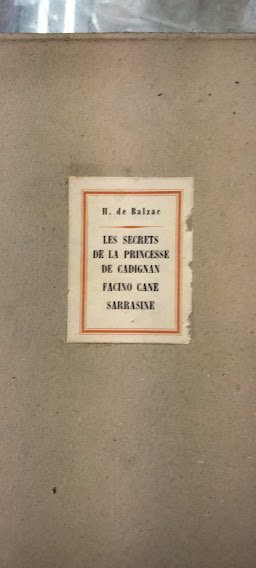 H. de Balzac
LES SECRETS
DE LA PRINCESSE
DE CADIGNAN
FACINO CANE
SARRASINE